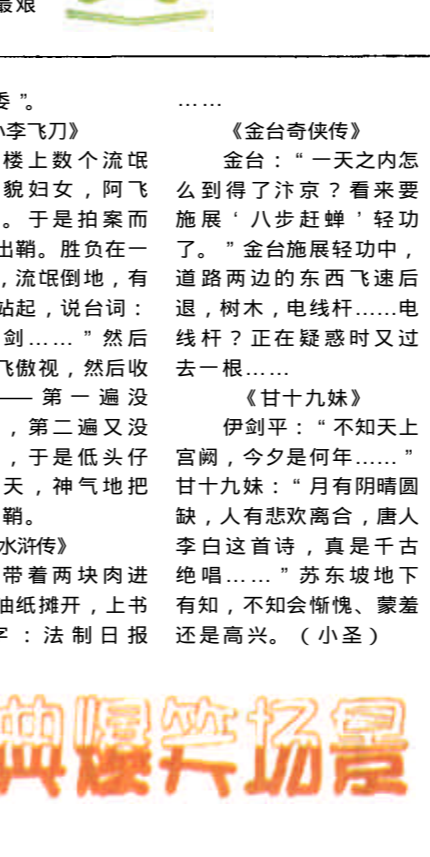 最艰
委”。
小李飞刀》
楼上数个流氓
貌妇女，阿飞
。于是拍案而
出鞘。胜负在一
，流氓倒地，有
站起，说台词：
剑……”然后
飞傲视，然后收
——第一遍没
，第二遍又没
，于是低头仔
天，神气地把
鞘。
水浒传》
带着两块肉进
油纸摊开，上书
字：法制日报
……
《金台奇侠传》
金台：“一天之内怎
么到得了汴京？看来要
施展‘八步赶蝉’轻功
了。”金台施展轻功中，
道路两边的东西飞速后
退，树木，电线杆……电
线杆？正在疑惑时又过
去一根……
《甘十九妹》
伊剑平：“不知天上
宫阙，今夕是何年……”
甘十九妹：“月有阴晴圆
缺，人有悲欢离合，唐人
李白这首诗，真是千古
绝唱……”苏东坡地下
有知，不知会惭愧、蒙羞
还是高兴。（小圣）
典爆笑场景